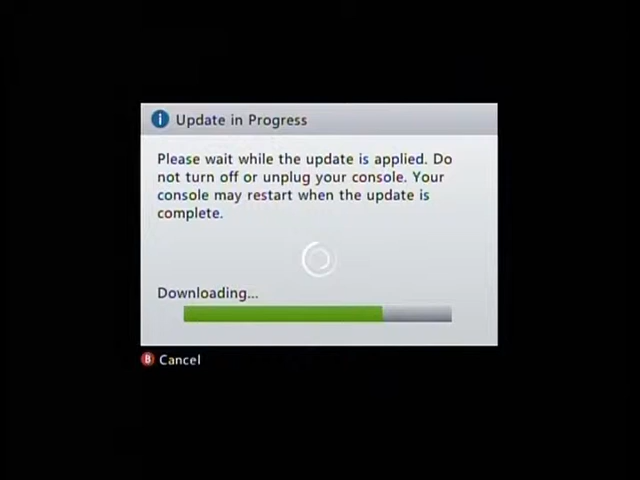 Update in Progress
Please wait while the update is applied. Do
not turn off or unplug your console. Your
console may restart when the update is
complete.
Downloading...
B Cancel